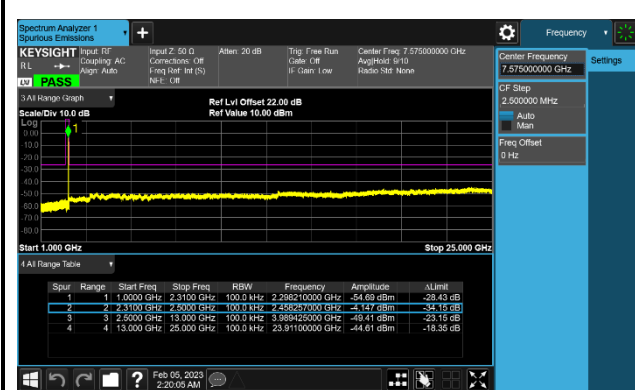 Spectrum Analyzer 1
Spurious Emissions
Frequency
KEYSIGHT Input: RF Input Z: 50 Ω Atten: 20 dB Trig: Free Run Center Freq: 7.575000000 GHz
RL Coupling: AC Corrections: Off Gate: Off Avg|Hold: 9/10
Align: Auto Freq Ref: Int (S) IF Gain: Low Radio Std: None
NFE: Off
LXI PASS
Center Frequency
7.575000000 GHz
Settings
CF Step
2.500000 MHz
Auto
Man
Freq Offset
0 Hz
3 All Range Graph
Ref Lvl Offset 22.00 dB
Scale/Div 10.0 dB Ref Value 10.00 dBm
Log
1
0.00
-10.0
-20.0
-30.0
-40.0
-50.0
-60.0
-70.0
-80.0
Start 1.000 GHz Stop 25.000 GHz
4 All Range Table
Spur Range Start Freq Stop Freq RBW Frequency Amplitude ΔLimit
1 1 1.0000 GHz 2.3100 GHz 100.0 kHz 2.298210000 GHz -54.69 dBm -28.43 dB
2 2 2.3100 GHz 2.5000 GHz 100.0 kHz 2.458257000 GHz -4.147 dBm -34.15 dB
3 3 2.5000 GHz 13.000 GHz 100.0 kHz 3.989425000 GHz -49.41 dBm -23.15 dB
4 4 13.000 GHz 25.000 GHz 100.0 kHz 23.91100000 GHz -44.61 dBm -18.35 dB
Feb 05, 2023
2:20:05 AM